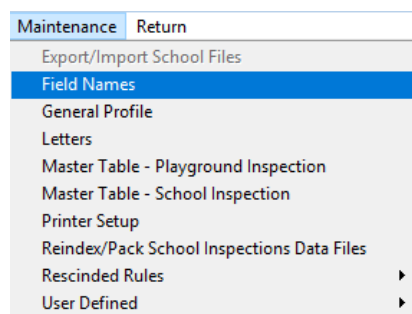 Maintenance Return
Export/Import School Files
Field Names
General Profile
Letters
Master Table - Playground Inspection
Master Table - School Inspection
Printer Setup
Reindex/Pack School Inspections Data Files
Rescinded Rules
User Defined